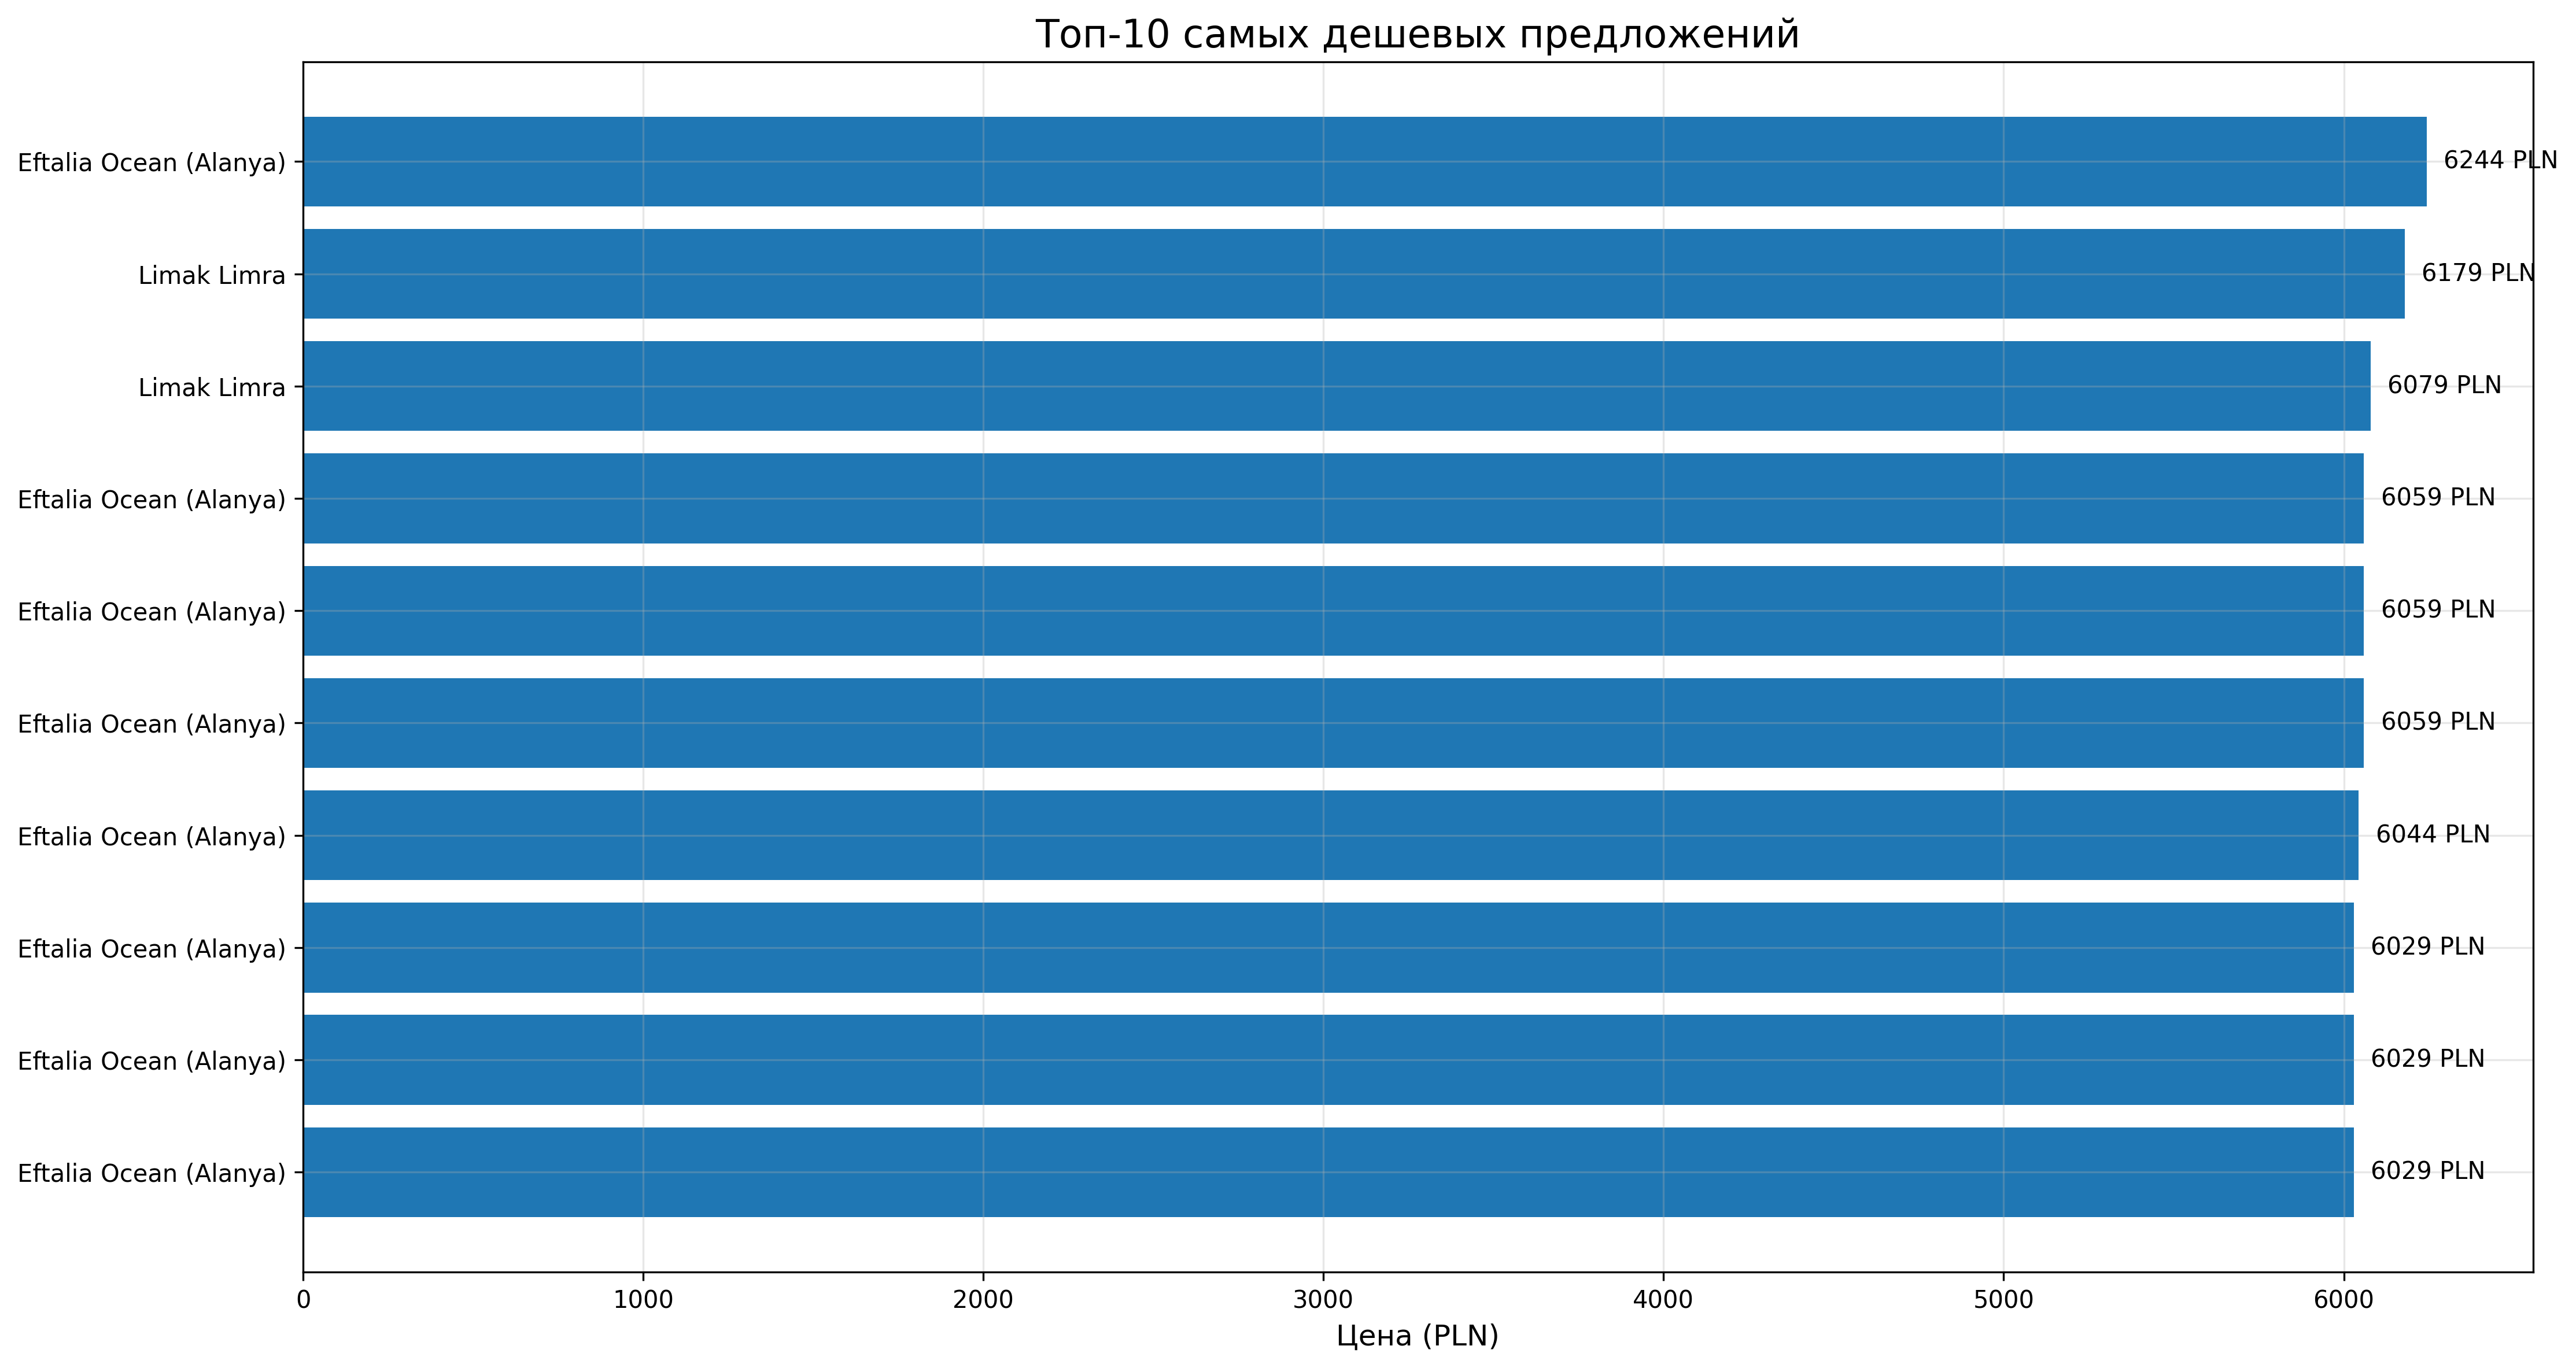 Топ-10 самых дешевых предложений
Eftalia Ocean (Alanya) 6244 PLN
Limak Limra 6179 PLN
Limak Limra 6079 PLN
Eftalia Ocean (Alanya) 6059 PLN
Eftalia Ocean (Alanya) 6059 PLN
Eftalia Ocean (Alanya) 6059 PLN
Eftalia Ocean (Alanya) 6044 PLN
Eftalia Ocean (Alanya) 6029 PLN
Eftalia Ocean (Alanya) 6029 PLN
Eftalia Ocean (Alanya) 6029 PLN
0 1000 2000 3000 4000 5000 6000
Цена (PLN)